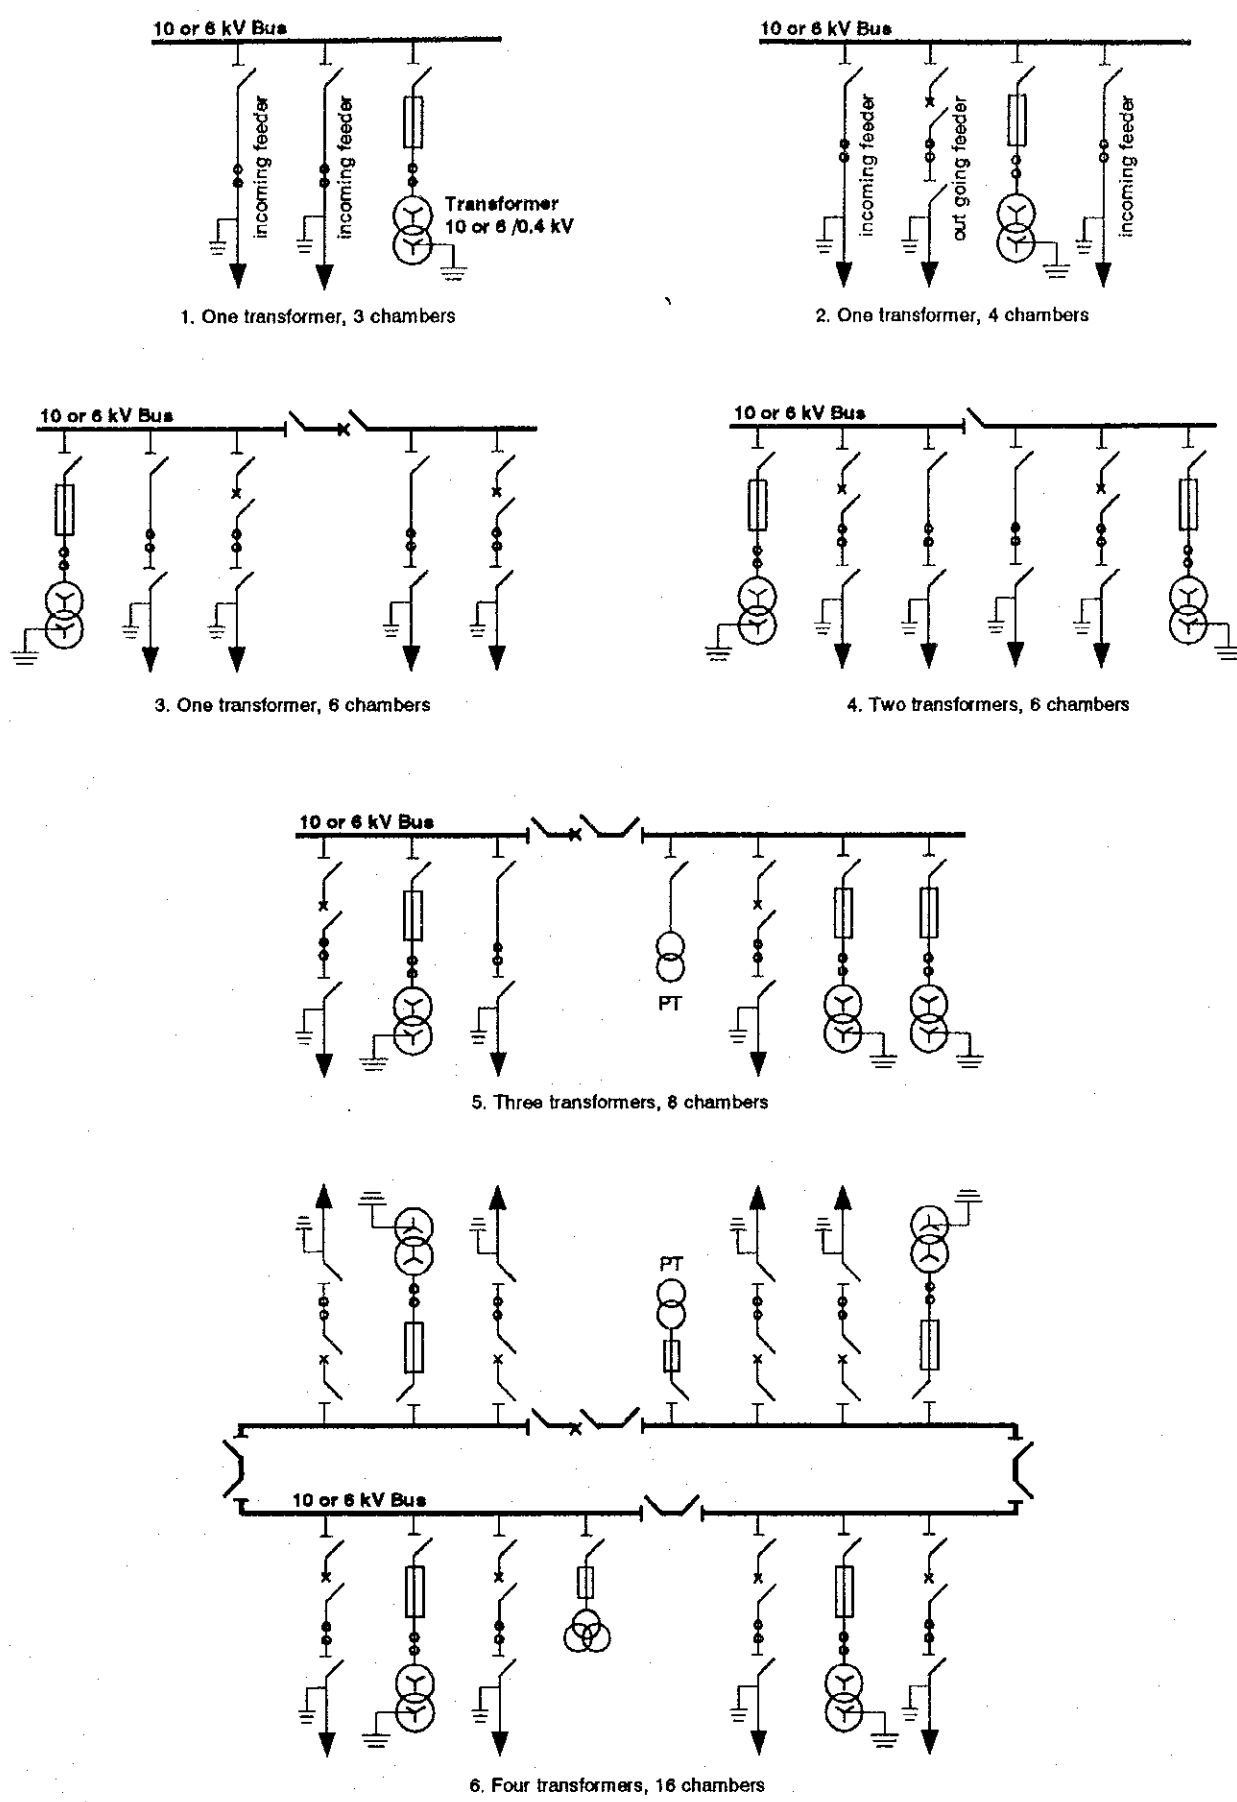 10 or 6 kV Bus
incoming feeder
incoming feeder
Transformer
10 or 6 /0.4 kV
1. One transformer, 3 chambers
10 or 6 kV Bus
incoming feeder
out going feeder
incoming feeder
2. One transformer, 4 chambers
10 or 6 kV Bus
3. One transformer, 6 chambers
10 or 6 kV Bus
4. Two transformers, 6 chambers
10 or 6 kV Bus
PT
5. Three transformers, 8 chambers
PT
10 or 6 kV Bus
6. Four transformers, 16 chambers